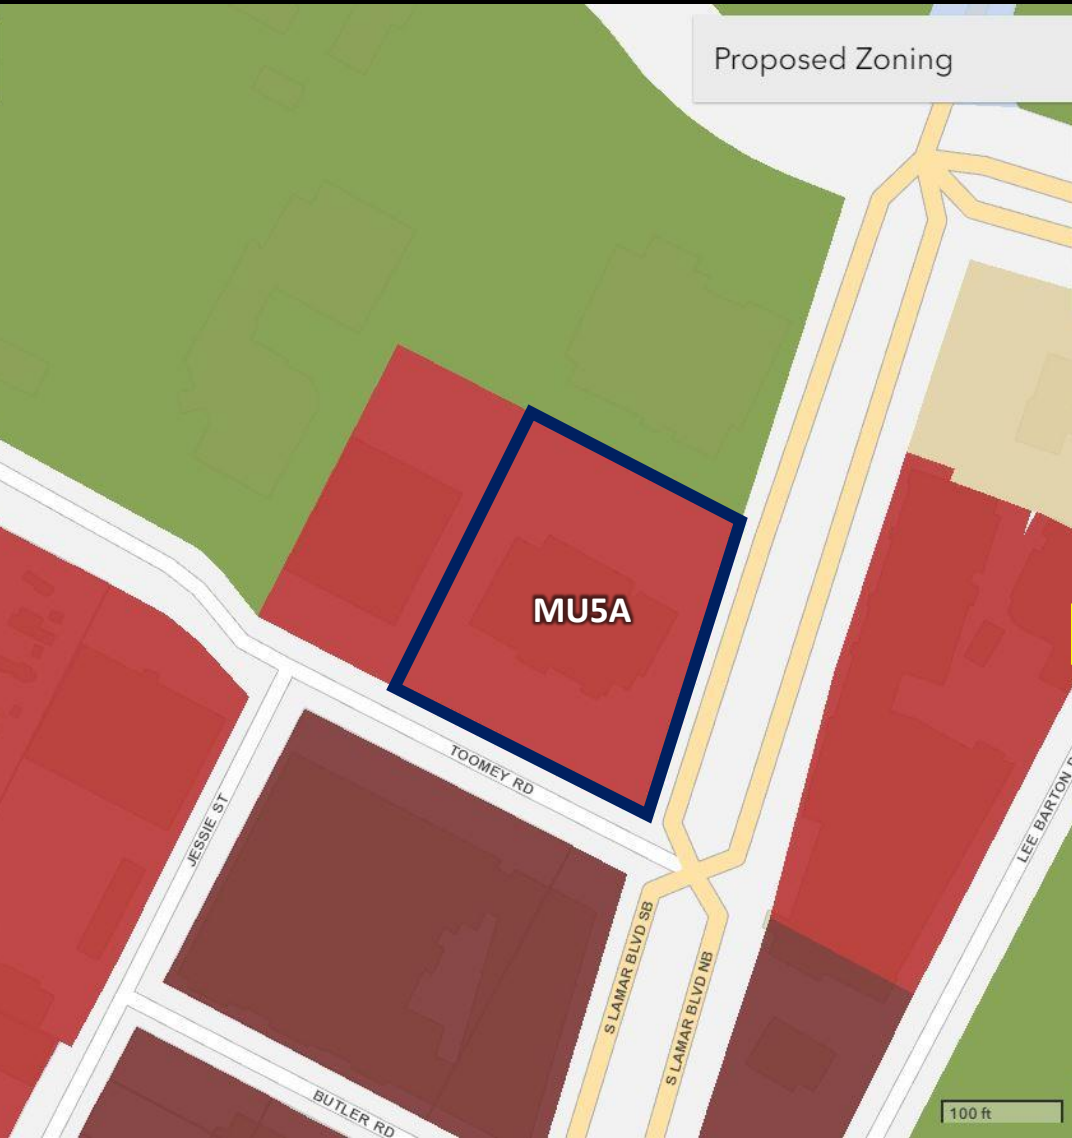 Proposed Zoning
MU5A
TOOMEY RD
JESSIE ST
LEE BARTON
S LAMAR BLVD SB
S LAMAR BLVD NB
BUTLER RD
100 ft